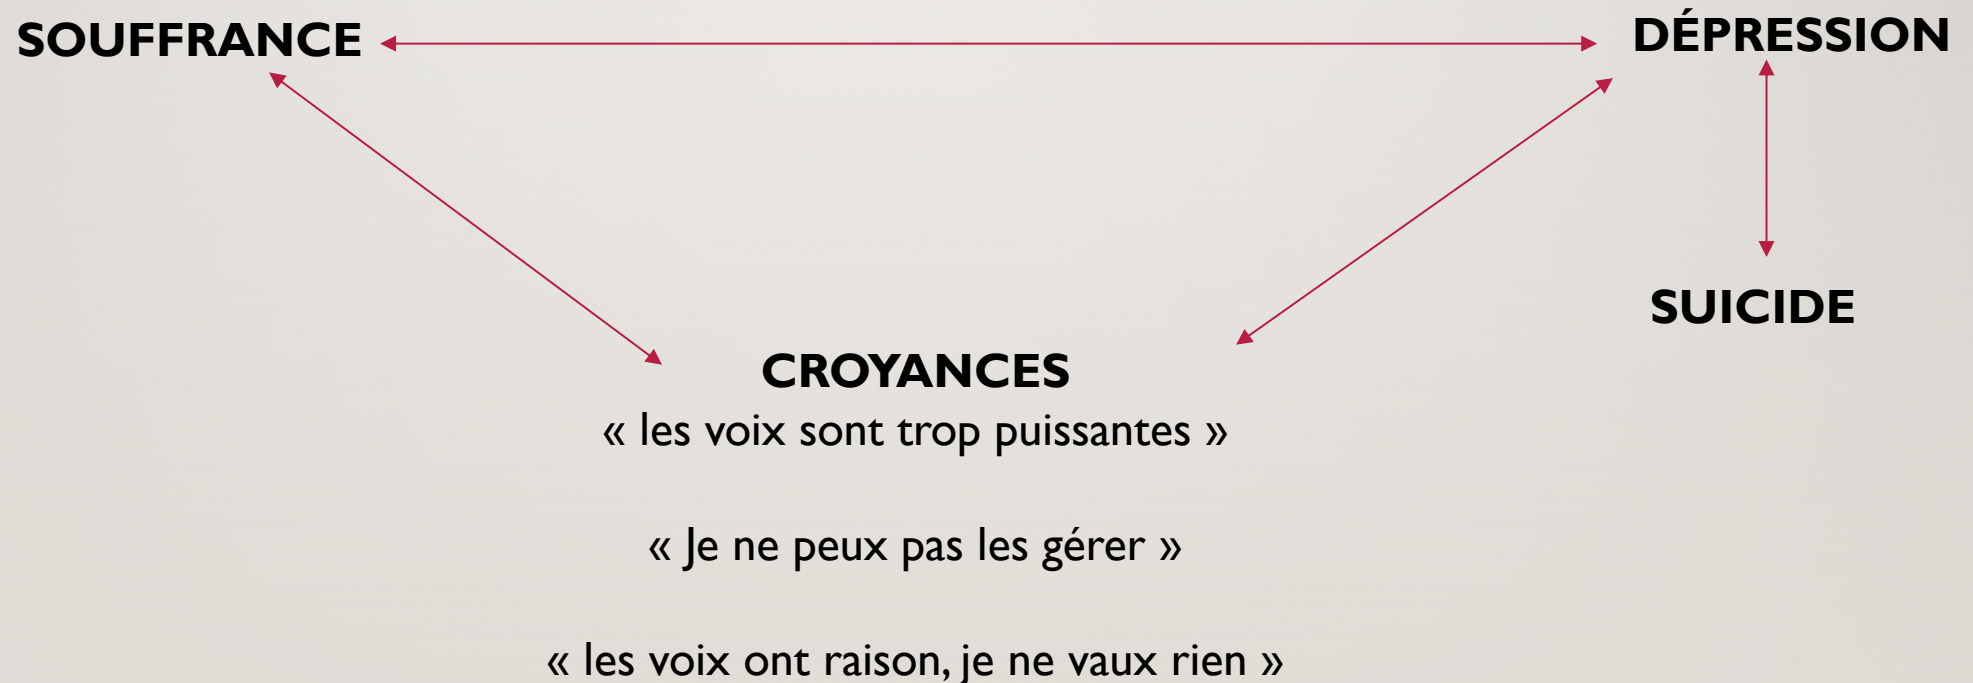 SOUFFRANCE
DÉPRESSION
SUICIDE
CROYANCES
« les voix sont trop puissantes »
« Je ne peux pas les gérer »
« les voix ont raison, je ne vaux rien »